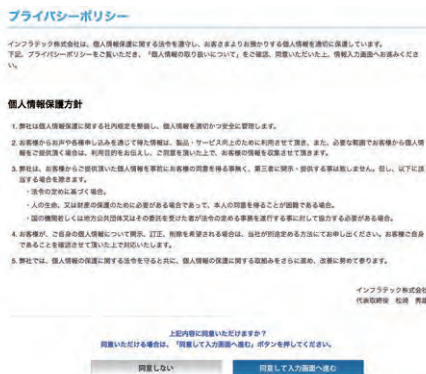 プライバシーポリシー
インフラテック株式会社は、個人情報保護に関する法令を遵守し、お客さまよりお預かりする個人情報を適切に保護しています。
下記、プライバシーポリシーをご覧いただき、「個人情報の取り扱いについて」をご確認、同意いただいた上、情報入力画面へお進みくださ
い。
個人情報保護方針
1. 弊社は個人情報保護に関する社内規定を整備し、個人情報を適切かつ安全に管理します。
2. お客様からお声や各種申し込みを通じて得た情報は、製品・サービス向上のために利用させて頂き、また、必要な範囲でお客様から個人情
報をご提供頂く場合は、利用目的をお伝えし、ご同意を頂いた上で、お客様の情報を収集させて頂きます。
3. 弊社は、お客様からご提供頂いた個人情報を事前にお客様の同意を得る事無く、第三者に開示・提供する事は致しません。但し、以下に該
当する場合を除きます。
・法令の定めに基づく場合。
・人の生命、又は財産の保護のために必要がある場合であって、本人の同意を得ることが困難である場合。
・国の機関若しくは地方公共団体又はその委託を受けた者が法令の定める事務を遂行する事に対して協力する必要がある場合。
4. お客様が、ご自身の個人情報について開示、訂正、削除を希望される場合は、当社が別途定める方法にてお申し出ください。お客様ご自身
であることを確認させて頂いた上で対応いたします。
5. 弊社では、個人情報の保護に関する法令を守ると共に、個人情報の保護に関する取組みをさらに進め、改善に努めて参ります。
インフラテック株式会社
代表取締役 松﨑 秀雄
上記内容に同意いただけますか？
同意いただける場合は、「同意して入力画面へ進む」ボタンを押してください。
同意しない
同意して入力画面へ進む